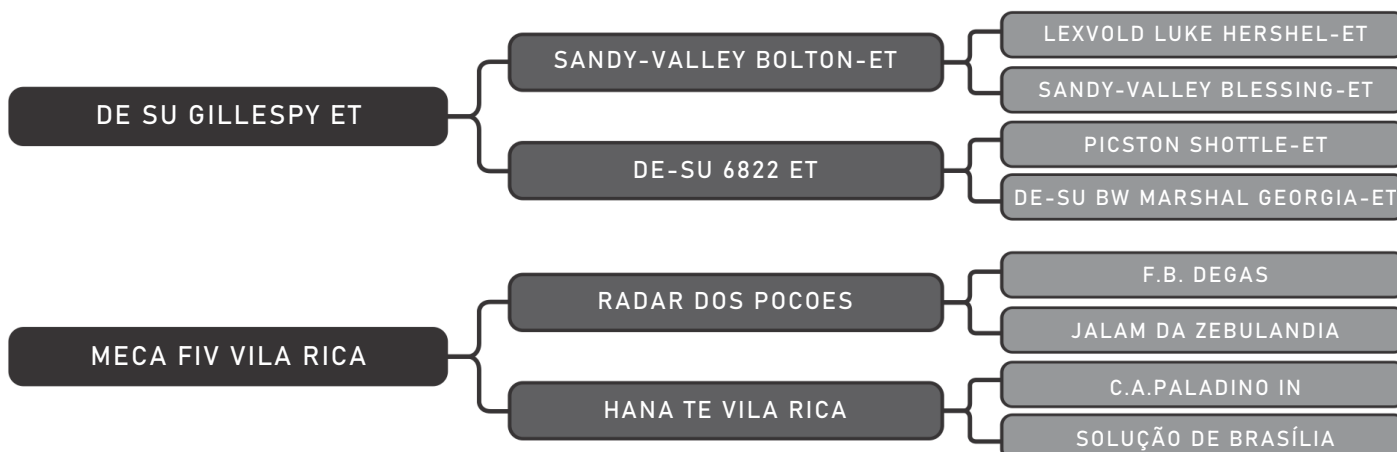 DE SU GILLESPY ET
SANDY-VALLEY BOLTON-ET
LEXVOLD LUKE HERSHEL-ET
SANDY-VALLEY BLESSING-ET
DE-SU 6822 ET
PICSTON SHOTTLE-ET
DE-SU BW MARSHAL GEORGIA-ET
MECA FIV VILA RICA
RADAR DOS POCOES
F.B. DEGAS
JALAM DA ZEBULANDIA
HANA TE VILA RICA
C.A.PALADINO IN
SOLUÇÃO DE BRASÍLIA